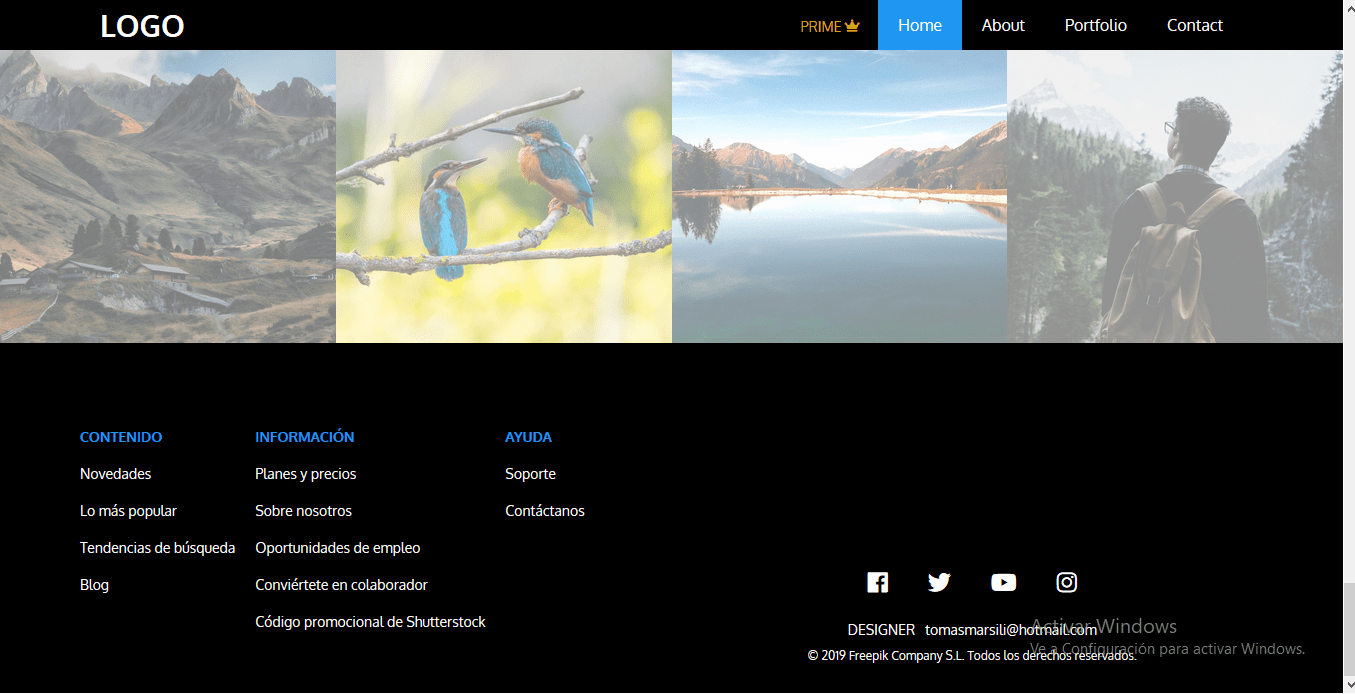 LOGO
PRIME
Home
About
Portfolio
Contact
CONTENIDO
Novedades
Lo más popular
Tendencias de búsqueda
Blog
INFORMACIÓN
Planes y precios
Sobre nosotros
Oportunidades de empleo
Conviértete en colaborador
Código promocional de Shutterstock
AYUDA
Soporte
Contáctanos
DESIGNER tomasmarsili@hotmail.com
© 2019 Freepik Company S.L. Todos los derechos reservados.
Activar Windows
Ve a Configuración para activar Windows.